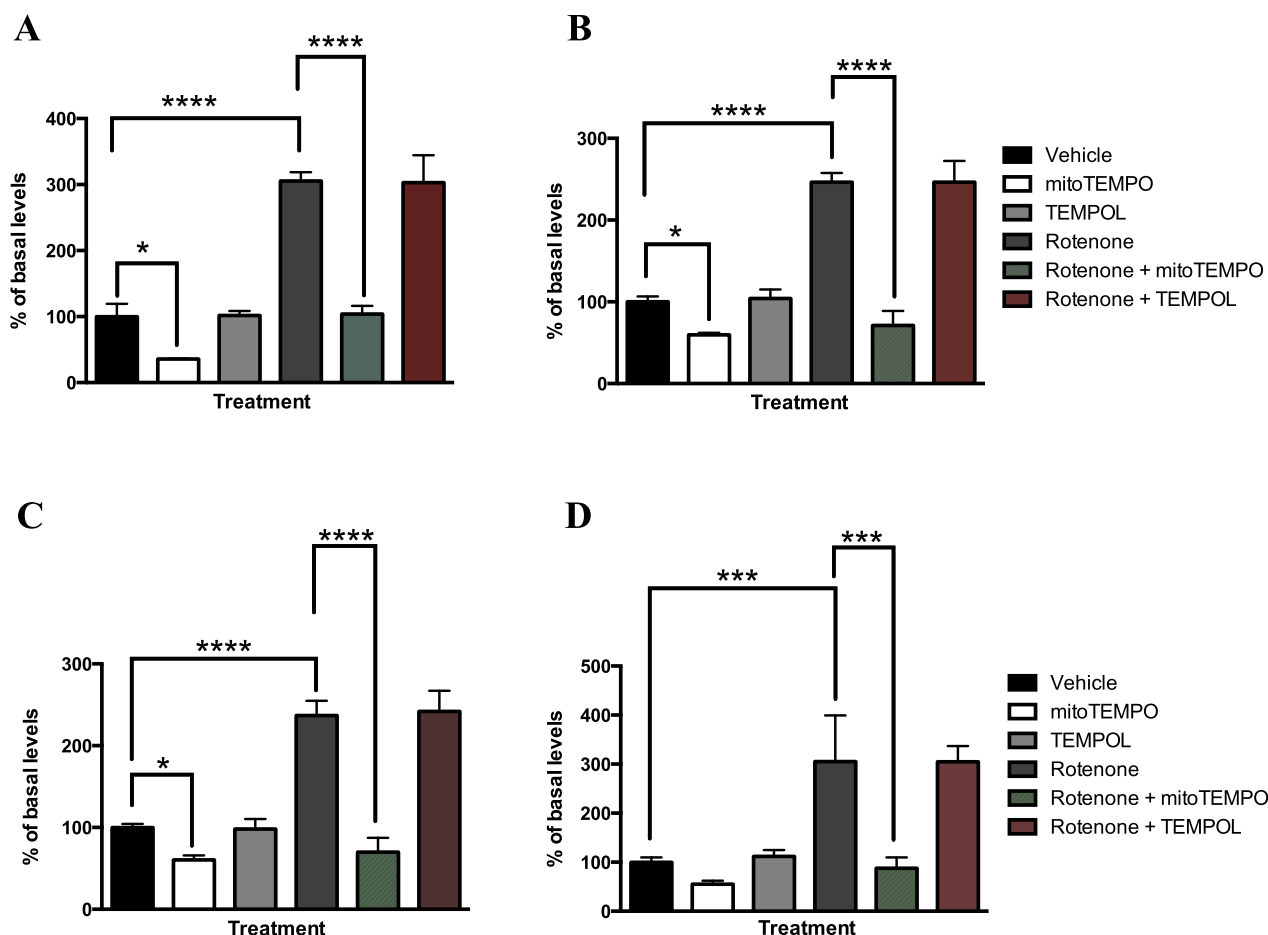 A
****
****
*
400
300
200
100
0
% of basal levels
Treatment
B
****
****
*
300
200
100
0
% of basal levels
Treatment
Vehicle
mitoTEMPO
TEMPOL
Rotenone
Rotenone + mitoTEMPO
Rotenone + TEMPOL
C
****
****
*
300
200
100
0
% of basal levels
Treatment
D
***
***
500
400
300
200
100
0
% of basal levels
Treatment
Vehicle
mitoTEMPO
TEMPOL
Rotenone
Rotenone + mitoTEMPO
Rotenone + TEMPOL